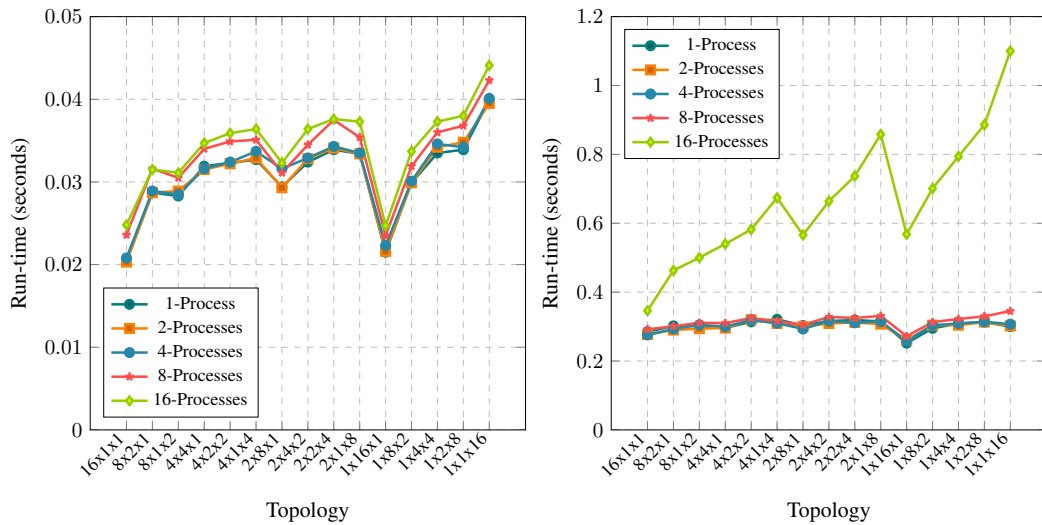 0.05
0.04
0.03
0.02
0.01
0
Run-time (seconds)
1-Process
2-Processes
4-Processes
8-Processes
16-Processes
16x1x1
8x2x1
8x1x2
4x4x1
4x2x2
4x1x4
2x8x1
2x4x2
2x2x4
2x1x8
1x16x1
1x8x2
1x4x4
1x2x8
1x1x16
Topology
1.2
1
0.8
0.6
0.4
0.2
0
Run-time (seconds)
1-Process
2-Processes
4-Processes
8-Processes
16-Processes
16x1x1
8x2x1
8x1x2
4x4x1
4x2x2
4x1x4
2x8x1
2x4x2
2x2x4
2x1x8
1x16x1
1x8x2
1x4x4
1x2x8
1x1x16
Topology